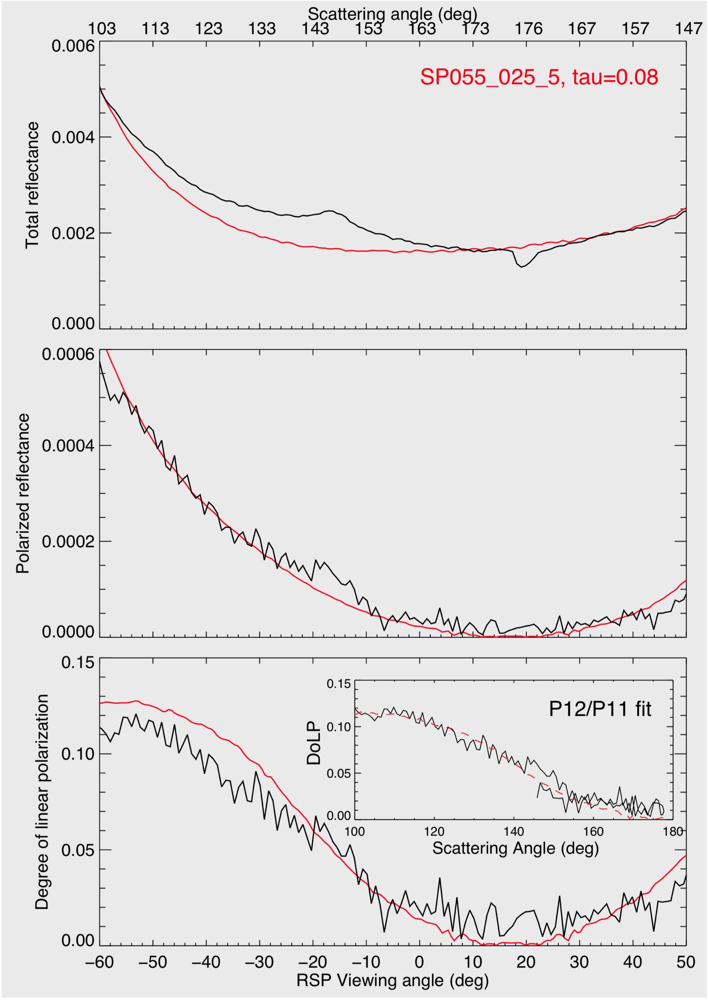 Scattering angle (deg)
103 113 123 133 143 153 163 173 176 167 157 147
SP055_025_5, tau=0.08
0.006
0.004
0.002
0.000
Total reflectance
0.0006
0.0004
0.0002
0.0000
Polarized reflectance
0.15
0.10
0.05
0.00
Degree of linear polarization
P12/P11 fit
0.15
0.10
0.05
0.00
DoLP
100 120 140 160 180
Scattering Angle (deg)
−60 −50 −40 −30 −20 −10 0 10 20 30 40 50
RSP Viewing angle (deg)